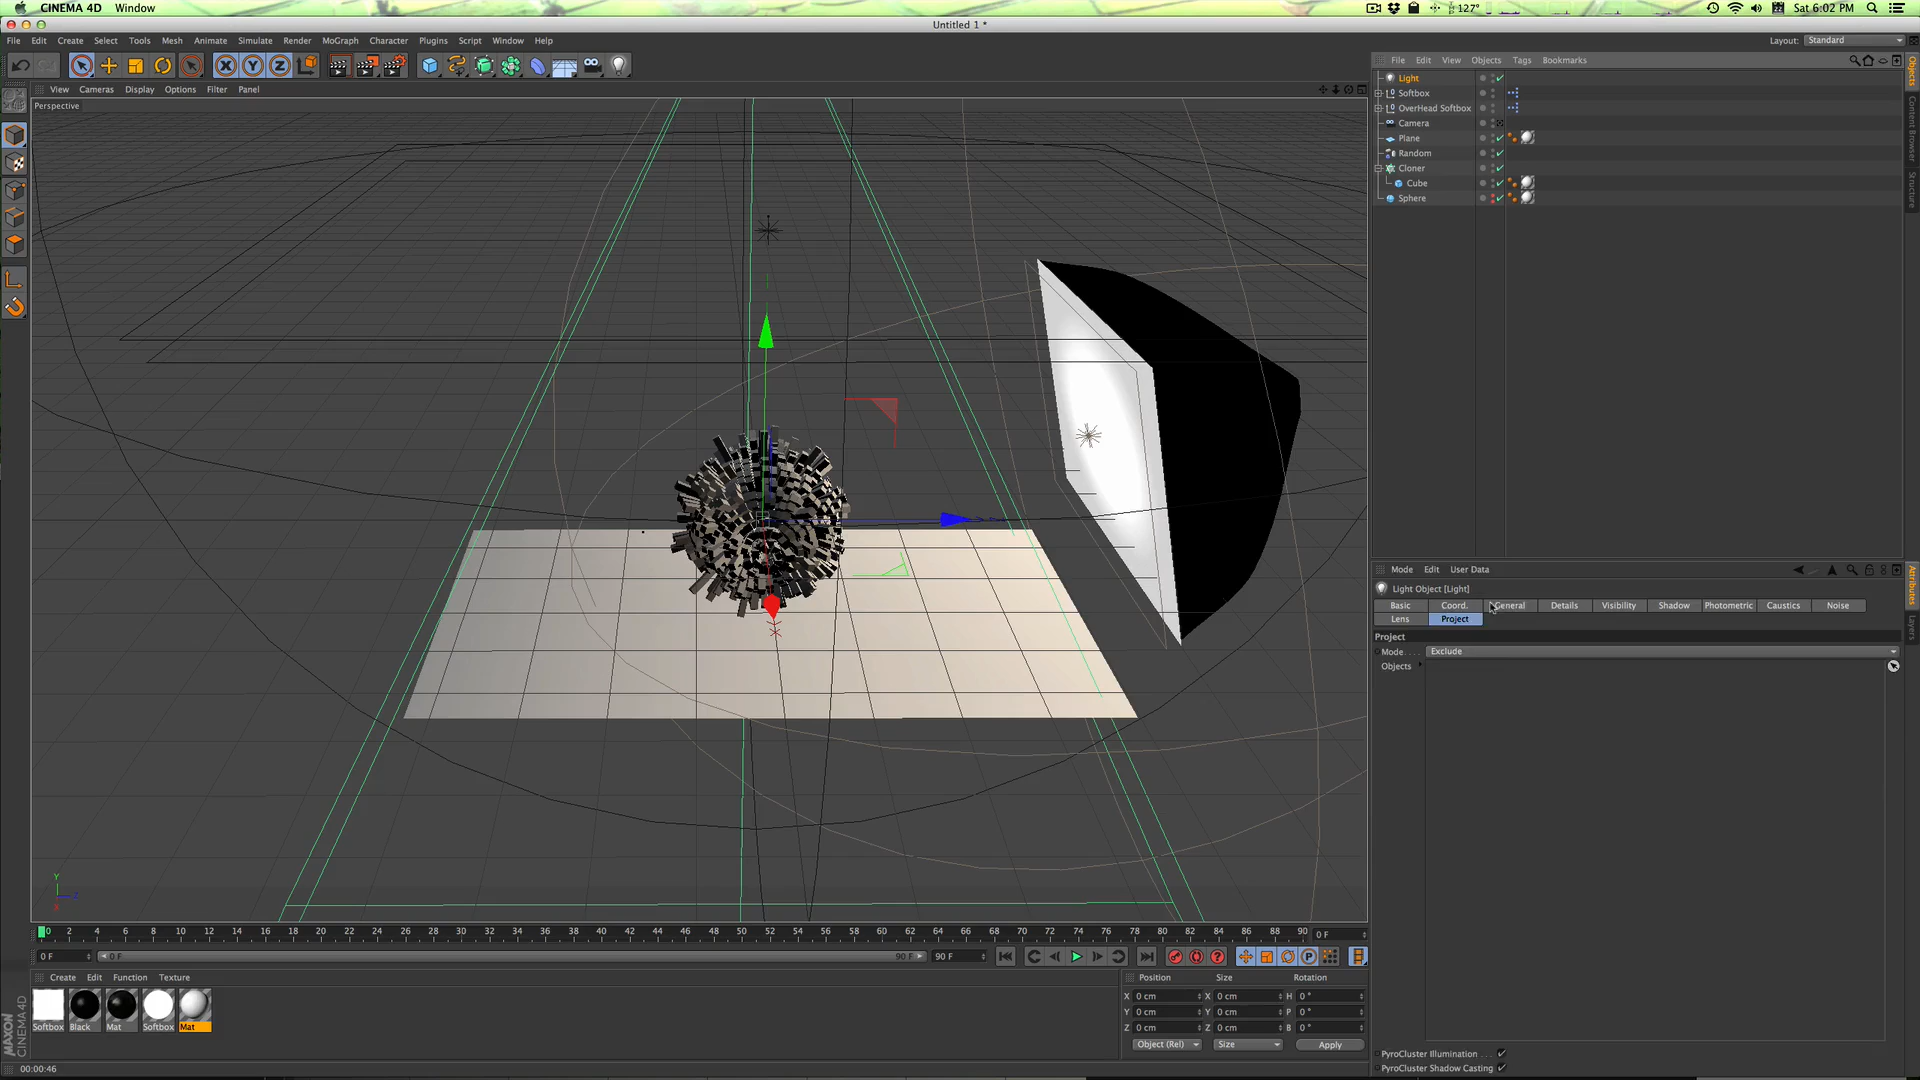 CINEMA 4D Window
127° Sat 6:02 PM
Untitled 1 *
File Edit Create Select Tools Mesh Animate Simulate Render MoGraph Character Plugins Script Window Help
Layout: Standard
View Cameras Display Options Filter Panel
Perspective
File Edit View Objects Tags Bookmarks
Light
Softbox
OverHead Softbox
Camera
Plane
Random
Cloner
Cube
Sphere
Objects
Content Browser
Structure
Mode Edit User Data
Light Object [Light]
Basic Coord. General Details Visibility Shadow Photometric Caustics Noise
Lens Project
Project
Mode Exclude
Objects
Attributes
Layers
PyroCluster Illumination
PyroCluster Shadow Casting
Y
Z
X
0 2 4 6 8 10 12 14 16 18 20 22 24 26 28 30 32 34 36 38 40 42 44 46 48 50 52 54 56 58 60 62 64 66 68 70 72 74 76 78 80 82 84 86 88 90 0 F
0 F 0 F 90 F 90 F
Create Edit Function Texture
Softbox Black Mat Softbox Mat
Position Size Rotation
X 0 cm X 0 cm H 0 °
Y 0 cm Y 0 cm P 0 °
Z 0 cm Z 0 cm B 0 °
Object (Rel) Size Apply
MAXON
CINEMA 4D
00:00:46